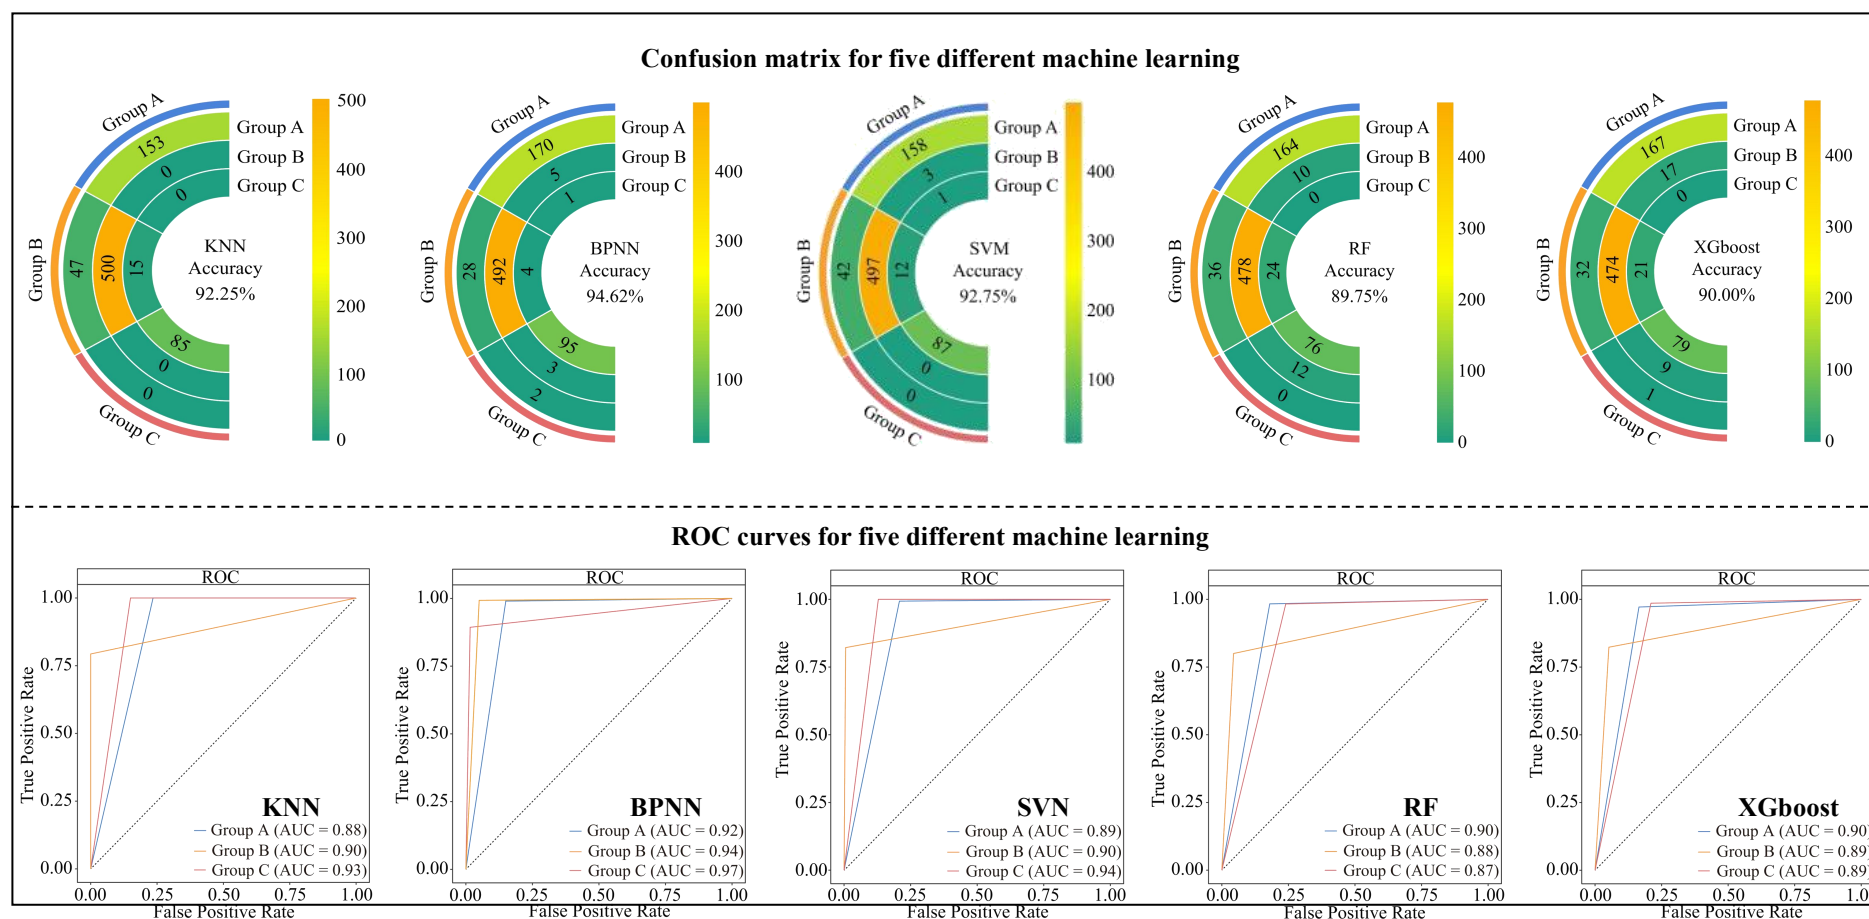 Confusion matrix for five different machine learning
Group A
Group B
Group C
Group A
Group B
Group C
153
0
0
47
500
15
85
0
0
KNN
Accuracy
92.25%
500
400
300
200
100
0
Group A
Group B
Group C
Group A
Group B
Group C
170
5
1
28
492
4
95
3
2
BPNN
Accuracy
94.62%
400
300
200
100
Group A
Group B
Group C
Group A
Group B
Group C
158
3
1
42
497
12
87
0
0
SVM
Accuracy
92.75%
400
300
200
100
Group A
Group B
Group C
Group A
Group B
Group C
164
10
0
36
478
24
76
12
0
RF
Accuracy
89.75%
400
300
200
100
0
Group A
Group B
Group C
Group A
Group B
Group C
167
17
0
32
474
21
79
9
1
XGboost
Accuracy
90.00%
400
300
200
100
0
ROC curves for five different machine learning
ROC
True Positive Rate
1.00
0.75
0.50
0.25
0.00
KNN
Group A (AUC = 0.88)
Group B (AUC = 0.90)
Group C (AUC = 0.93)
0.00 0.25 0.50 0.75 1.00
False Positive Rate
ROC
True Positive Rate
1.00
0.75
0.50
0.25
0.00
BPNN
Group A (AUC = 0.92)
Group B (AUC = 0.94)
Group C (AUC = 0.97)
0.00 0.25 0.50 0.75 1.00
False Positive Rate
ROC
True Positive Rate
1.00
0.75
0.50
0.25
0.00
SVN
Group A (AUC = 0.89)
Group B (AUC = 0.90)
Group C (AUC = 0.94)
0.00 0.25 0.50 0.75 1.00
False Positive Rate
ROC
True Positive Rate
1.00
0.75
0.50
0.25
0.00
RF
Group A (AUC = 0.90)
Group B (AUC = 0.88)
Group C (AUC = 0.87)
0.00 0.25 0.50 0.75 1.00
False Positive Rate
ROC
True Positive Rate
1.00
0.75
0.50
0.25
0.00
XGboost
Group A (AUC = 0.90)
Group B (AUC = 0.89)
Group C (AUC = 0.89)
0.00 0.25 0.50 0.75 1.00
False Positive Rate